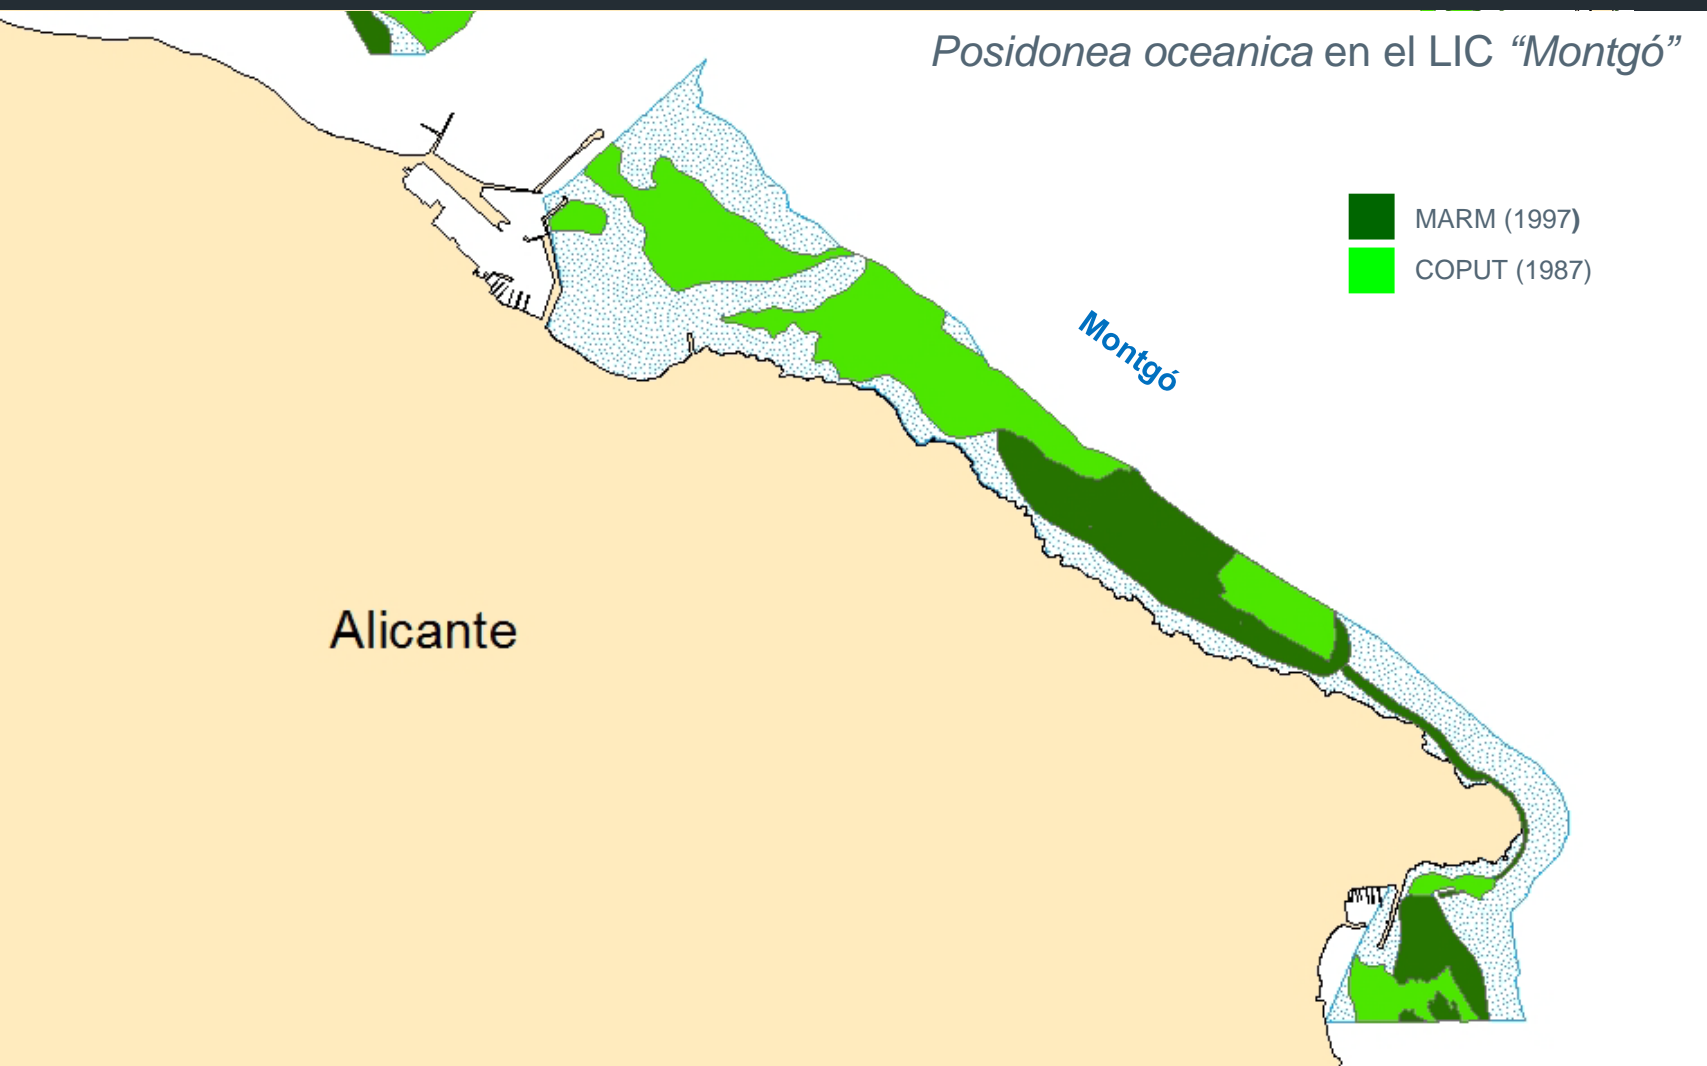 Posidonea oceanica en el LIC “Montgó”
MARM (1997)
COPUT (1987)
Montgó
Alicante